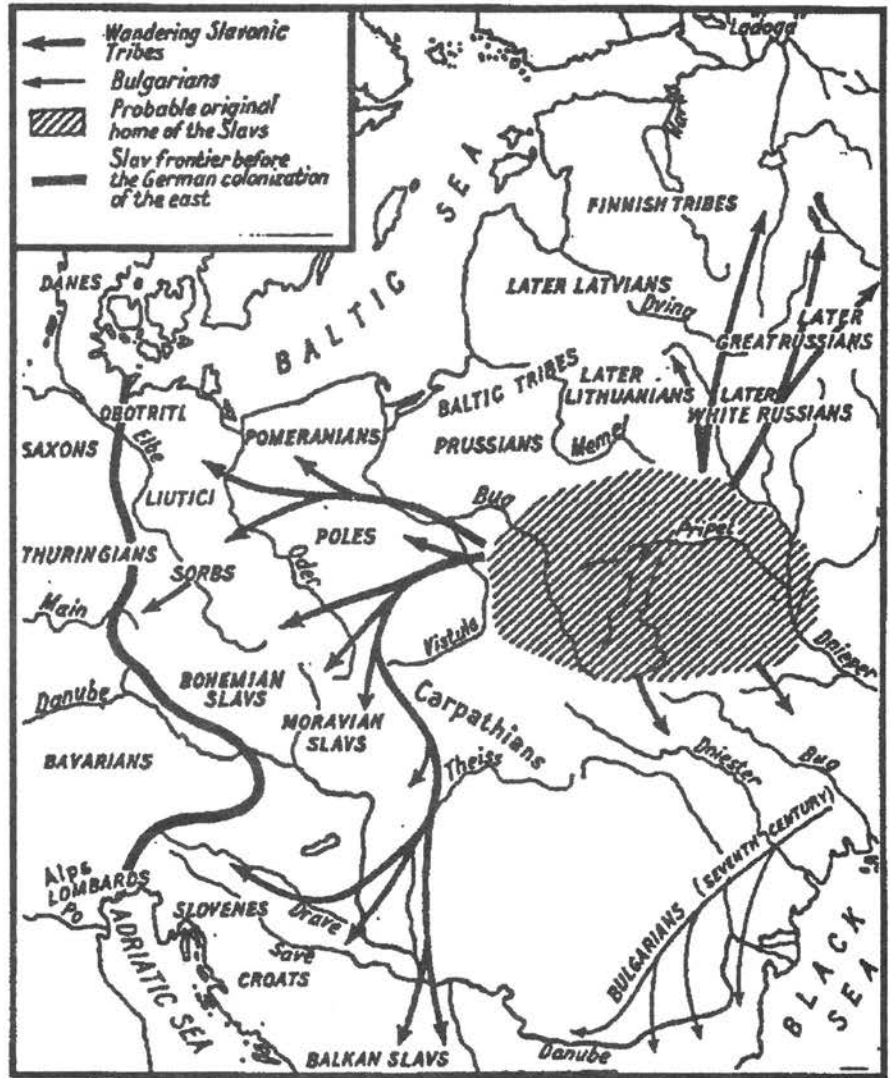 Wandering Slavonic
Tribes
Bulgarians
Probable original
home of the Slavs
Slav frontier before
the German colonization
of the east
Ladoga
Narva
BALTIC SEA
FINNISH TRIBES
DANES
LATER LATVIANS
Dvina
LATER
GREAT RUSSIANS
BALTIC TRIBES
LATER
LITHUANIANS
LATER
WHITE RUSSIANS
OBOTRITI
SAXONS
Elbe
POMERANIANS
PRUSSIANS
Memel
LIUTICI
Bug
POLES
Pripet
THURINGIANS
SORBS
Oder
Main
Vistula
Dnieper
BOHEMIAN
SLAVS
Danube
MORAVIAN
SLAVS
Carpathians
BAVARIANS
Theiss
Dniester
Bug
Alps
LOMBARDS
Po
SLOVENES
Drave
Save
CROATS
ADRIATIC SEA
BULGARIANS (SEVENTH CENTURY)
BLACK
SEA
BALKAN SLAVS
Danube